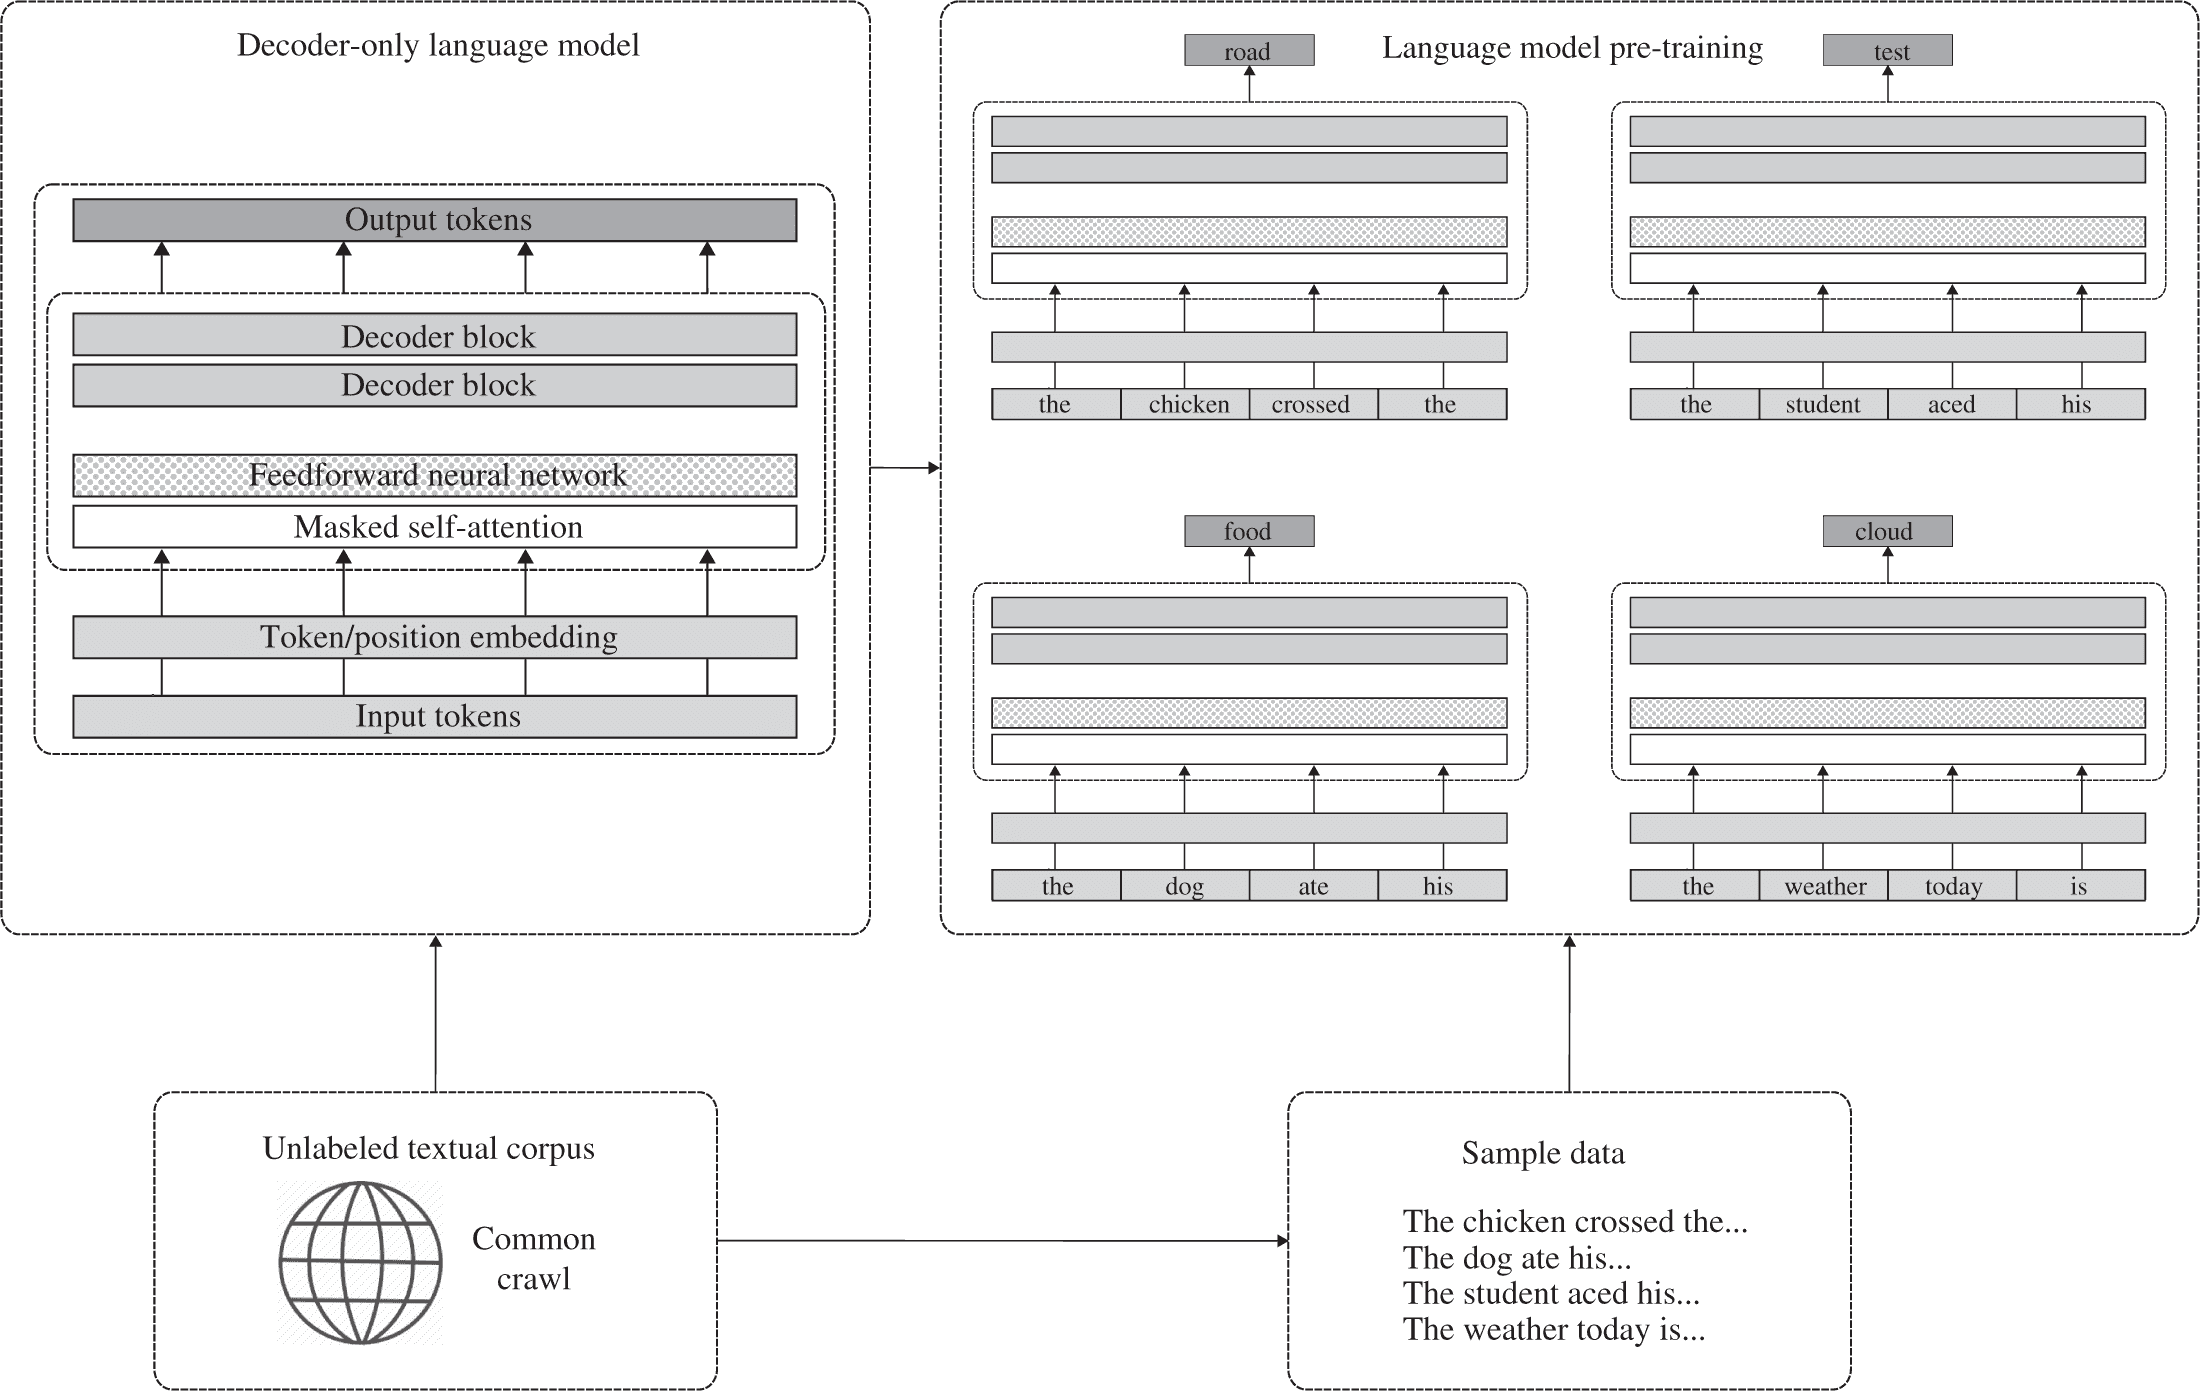 Decoder-only language model
Output tokens
Decoder block
Decoder block
Feedforward neural network
Masked self-attention
Token/position embedding
Input tokens
Language model pre-training
road
the chicken crossed the
test
the student aced his
food
the dog ate his
cloud
the weather today is
Unlabeled textual corpus
Common
crawl
Sample data
The chicken crossed the...
The dog ate his...
The student aced his...
The weather today is...